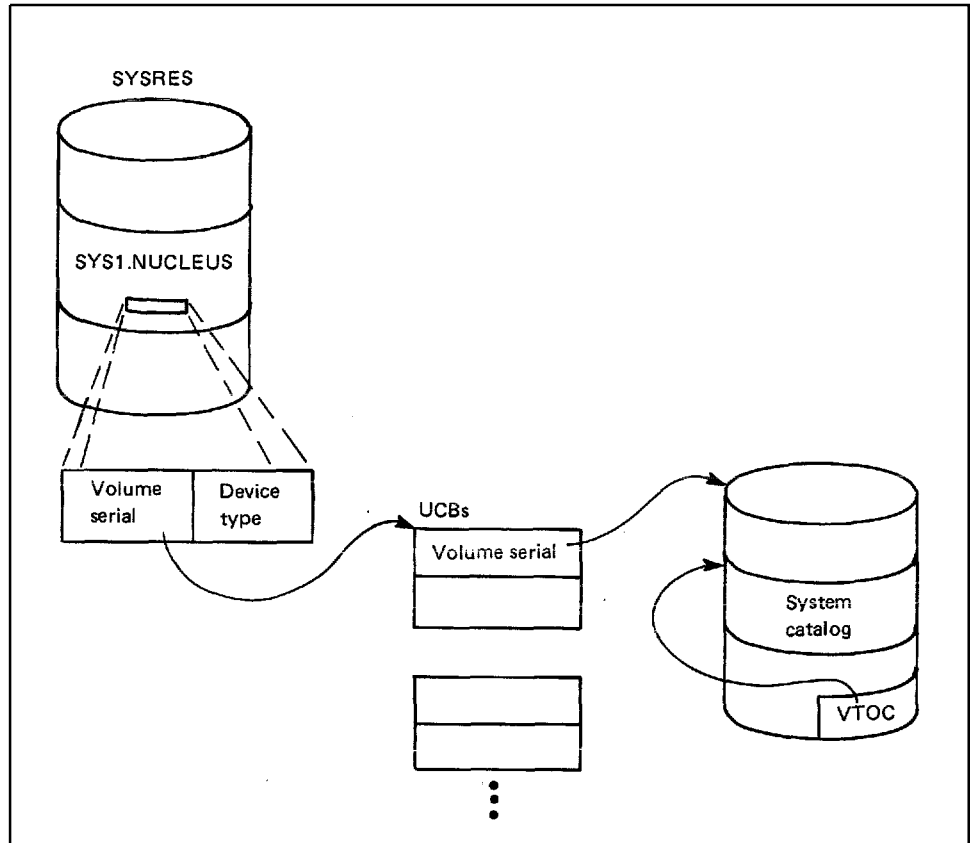 SYSRES
SYS1.NUCLEUS
Volume
serial
Device
type
UCBs
Volume serial
System
catalog
VTOC